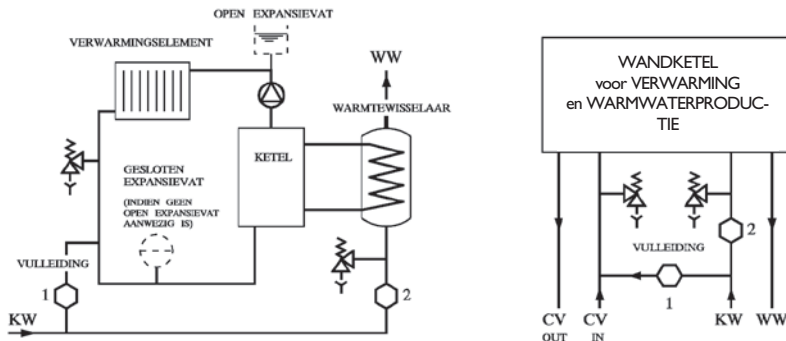 OPEN EXPANSIEVAT
VERWARMINGSELEMENT
WW
WARMTEWISSELAAR
KETEL
GESLOTEN
EXPANSIEVAT
(INDIEN GEEN
OPEN EXPANSIEVAT
AANWEZIG IS)
VULLEIDING
1
2
KW
WANDKETEL
voor VERWARMING
en WARMWATERPRODUC-
TIE
2
VULLEIDING
1
CV
OUT
CV
IN
KW
WW